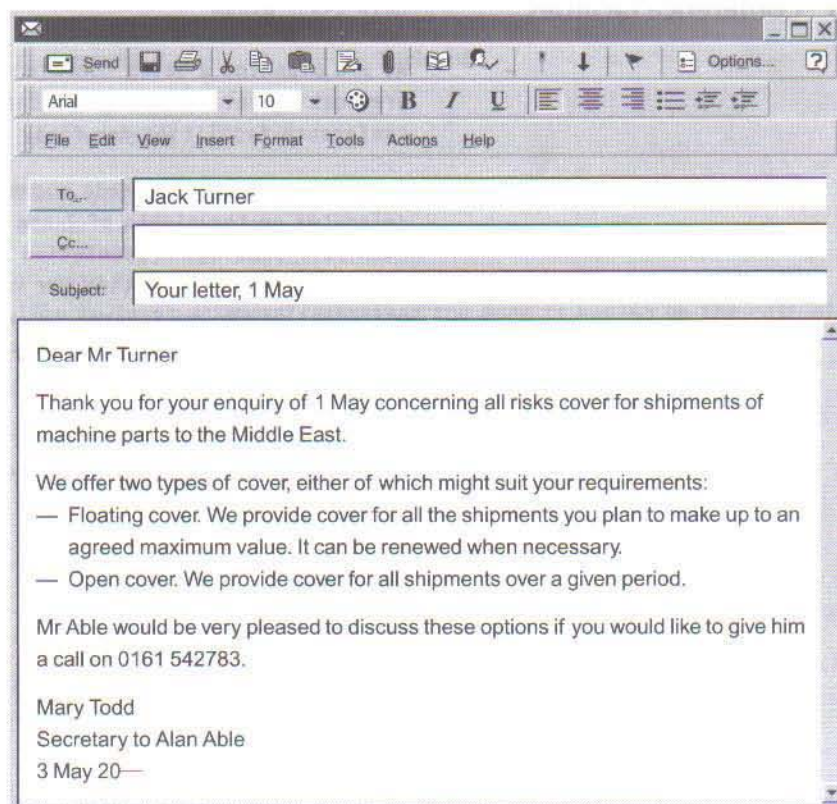 Send Options... ?
Arial 10 B I U
File Edit View Insert Format Tools Actions Help
To... Jack Turner
Cc...
Subject: Your letter, 1 May
Dear Mr Turner
Thank you for your enquiry of 1 May concerning all risks cover for shipments of
machine parts to the Middle East.
We offer two types of cover, either of which might suit your requirements:
— Floating cover. We provide cover for all the shipments you plan to make up to an
agreed maximum value. It can be renewed when necessary.
— Open cover. We provide cover for all shipments over a given period.
Mr Able would be very pleased to discuss these options if you would like to give him
a call on 0161 542783.
Mary Todd
Secretary to Alan Able
3 May 20—